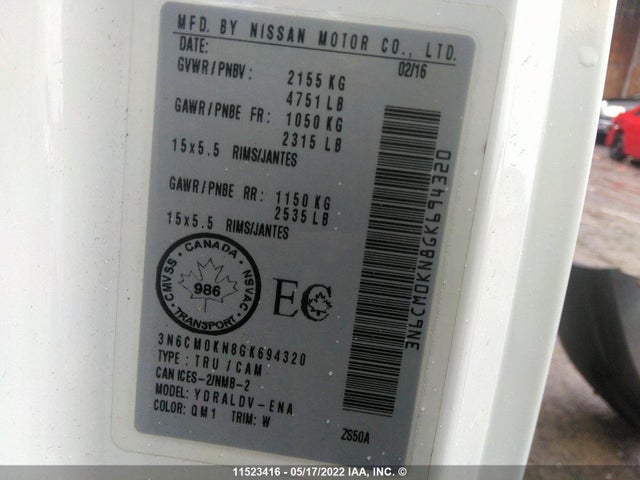 MFD. BY NISSAN MOTOR CO., LTD.
DATE: 02/16
GVWR/PNBV: 2155 KG
4751 LB
GAWR/PNBE FR: 1050 KG
2315 LB
15x5.5 RIMS/JANTES
GAWR/PNBE RR: 1150 KG
2535 LB
15x5.5 RIMS/JANTES
CANADA
CMVSS NSVAC
986
EC
3N6CM0KN8GK694320
TYPE: TRU/CAM
CAN ICES-2/NMB-2
MODEL: YDRALDV-ENA
COLOR: QM1 TRIM: W
ZS50A
3N6CM0KN8GK694320
11523416 - 05/17/2022 IAA, INC. ©